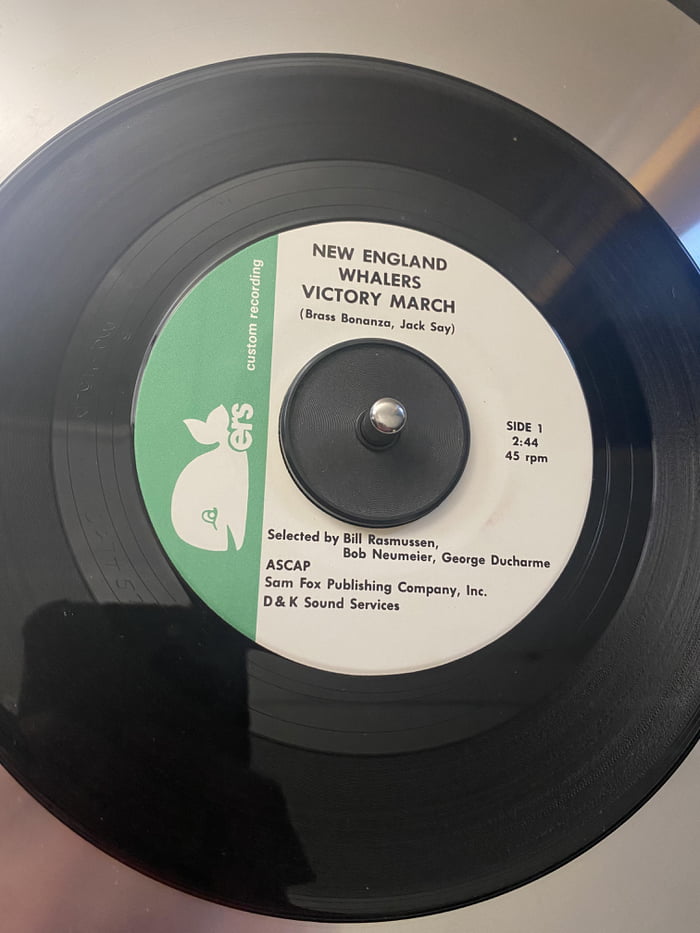 NEW ENGLAND
WHALERS
VICTORY MARCH
(Brass Bonanza, Jack Say)
custom recording
ers
SIDE 1
2:44
45 rpm
Selected by Bill Rasmussen,
Bob Neumeier, George Ducharme
ASCAP
Sam Fox Publishing Company, Inc.
D&K Sound Services